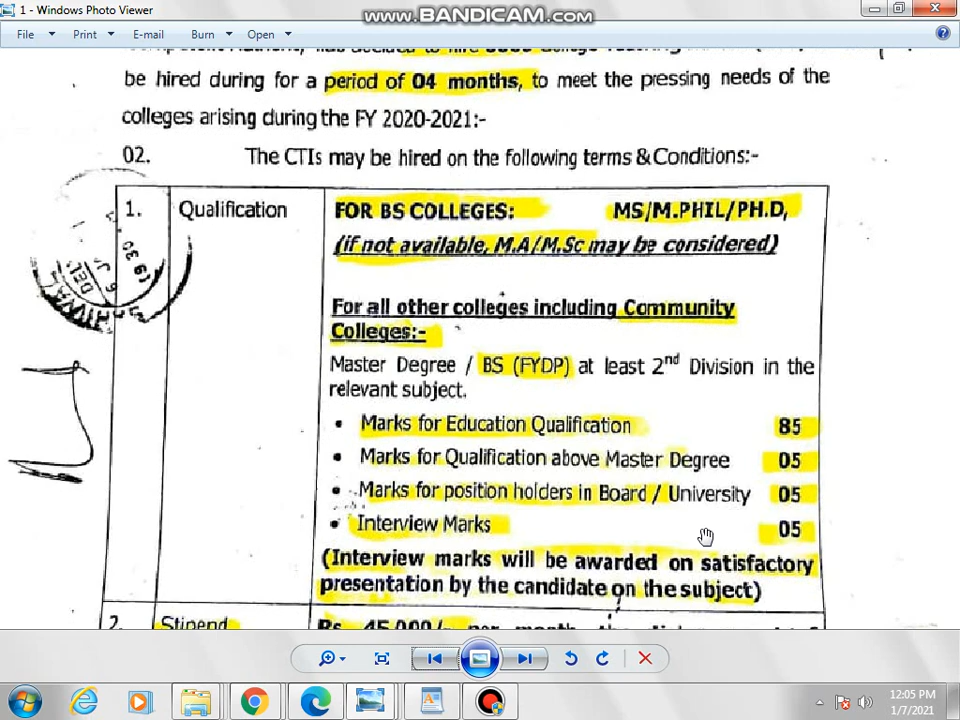 1 - Windows Photo Viewer
www.BANDICAM.com
File Print E-mail Burn Open
be hired during for a period of 04 months, to meet the pressing needs of the
colleges arising during the FY 2020-2021:-
02. The CTIs may be hired on the following terms & Conditions:-
1. Qualification FOR BS COLLEGES: MS/M.PHIL/PH.D,
(if not available, M.A/M.Sc may be considered)
For all other colleges including Community
Colleges:-
Master Degree / BS (FYDP) at least 2nd Division in the
relevant subject.
• Marks for Education Qualification 85
• Marks for Qualification above Master Degree 05
• Marks for position holders in Board / University 05
• Interview Marks 05
(Interview marks will be awarded on satisfactory
presentation by the candidate on the subject)
2. Stipend Rs. 45,000/- per month
12:05 PM
1/7/2021